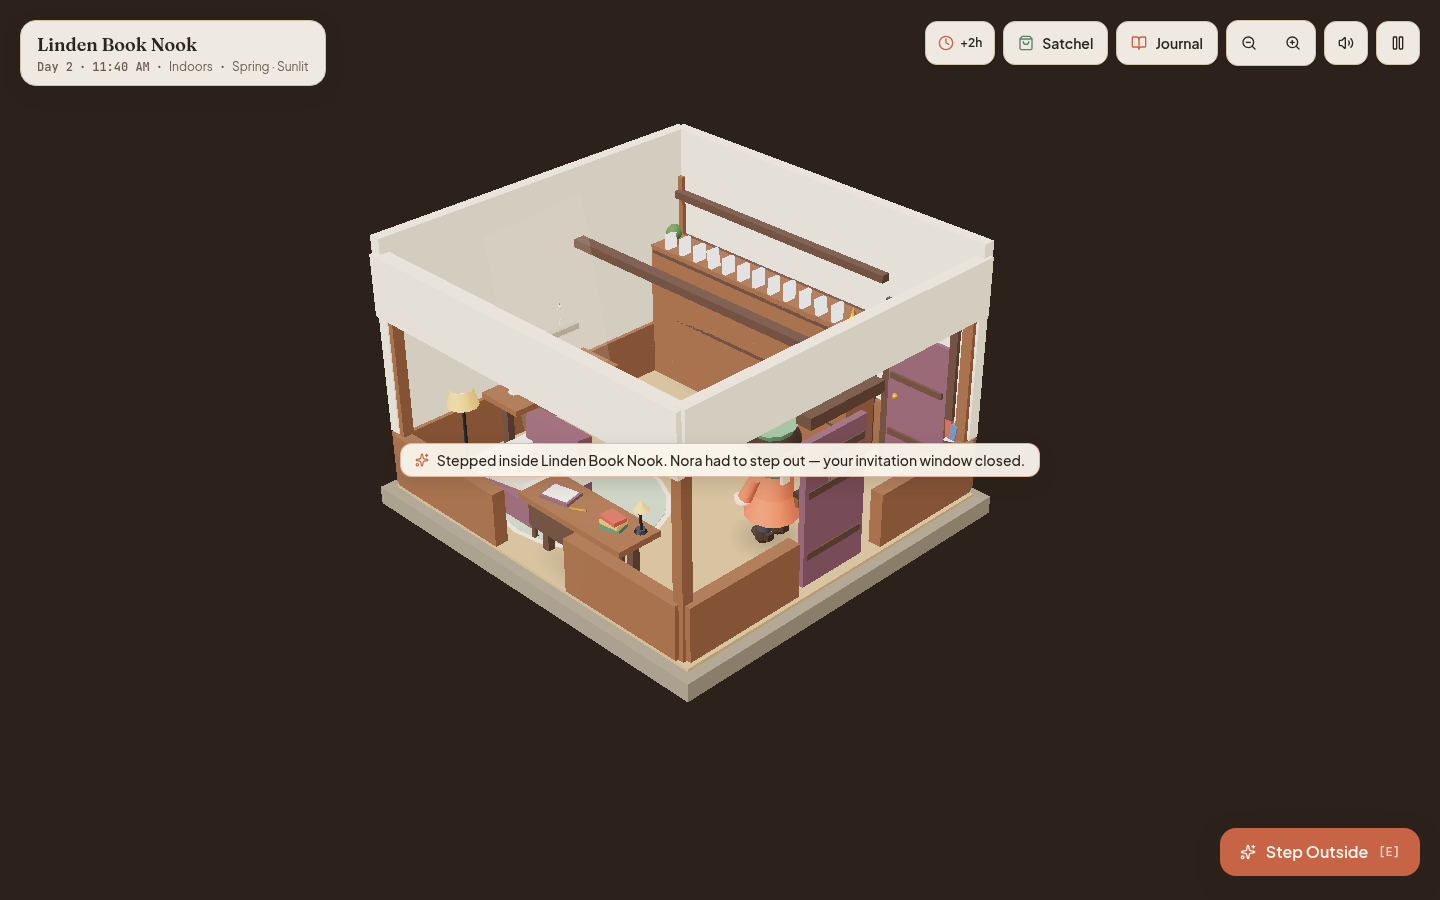 Linden Book Nook
Day 2 · 11:40 AM · Indoors · Spring · Sunlit
+2h
Satchel
Journal
Stepped inside Linden Book Nook. Nora had to step out — your invitation window closed.
Step Outside [E]